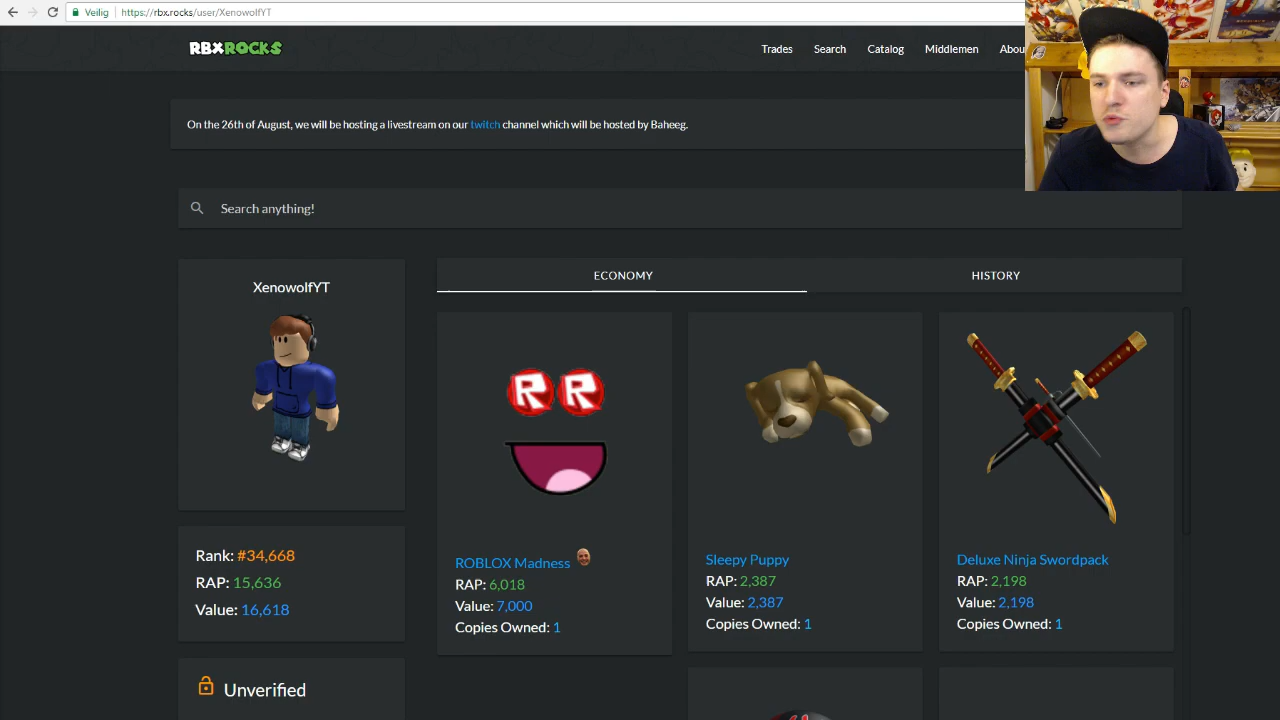 Veilig
https://rbx.rocks/user/XenowolfYT
RBXROCKS
Trades
Search
Catalog
Middlemen
Abou
On the 26th of August, we will be hosting a livestream on our twitch channel which will be hosted by Baheeg.
Search anything!
XenowolfYT
Rank: #34,668
RAP: 15,636
Value: 16,618
Unverified
ECONOMY
HISTORY
R R
ROBLOX Madness
RAP: 6,018
Value: 7,000
Copies Owned: 1
Sleepy Puppy
RAP: 2,387
Value: 2,387
Copies Owned: 1
Deluxe Ninja Swordpack
RAP: 2,198
Value: 2,198
Copies Owned: 1